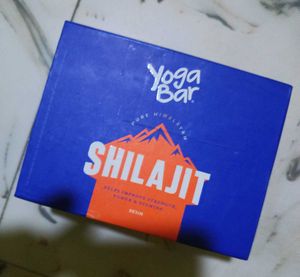 Yoga
Bar
PURE HIMALAYAN
SHILAJIT
HELPS IMPROVE STRENGTH,
POWER & STAMINA
RESIN